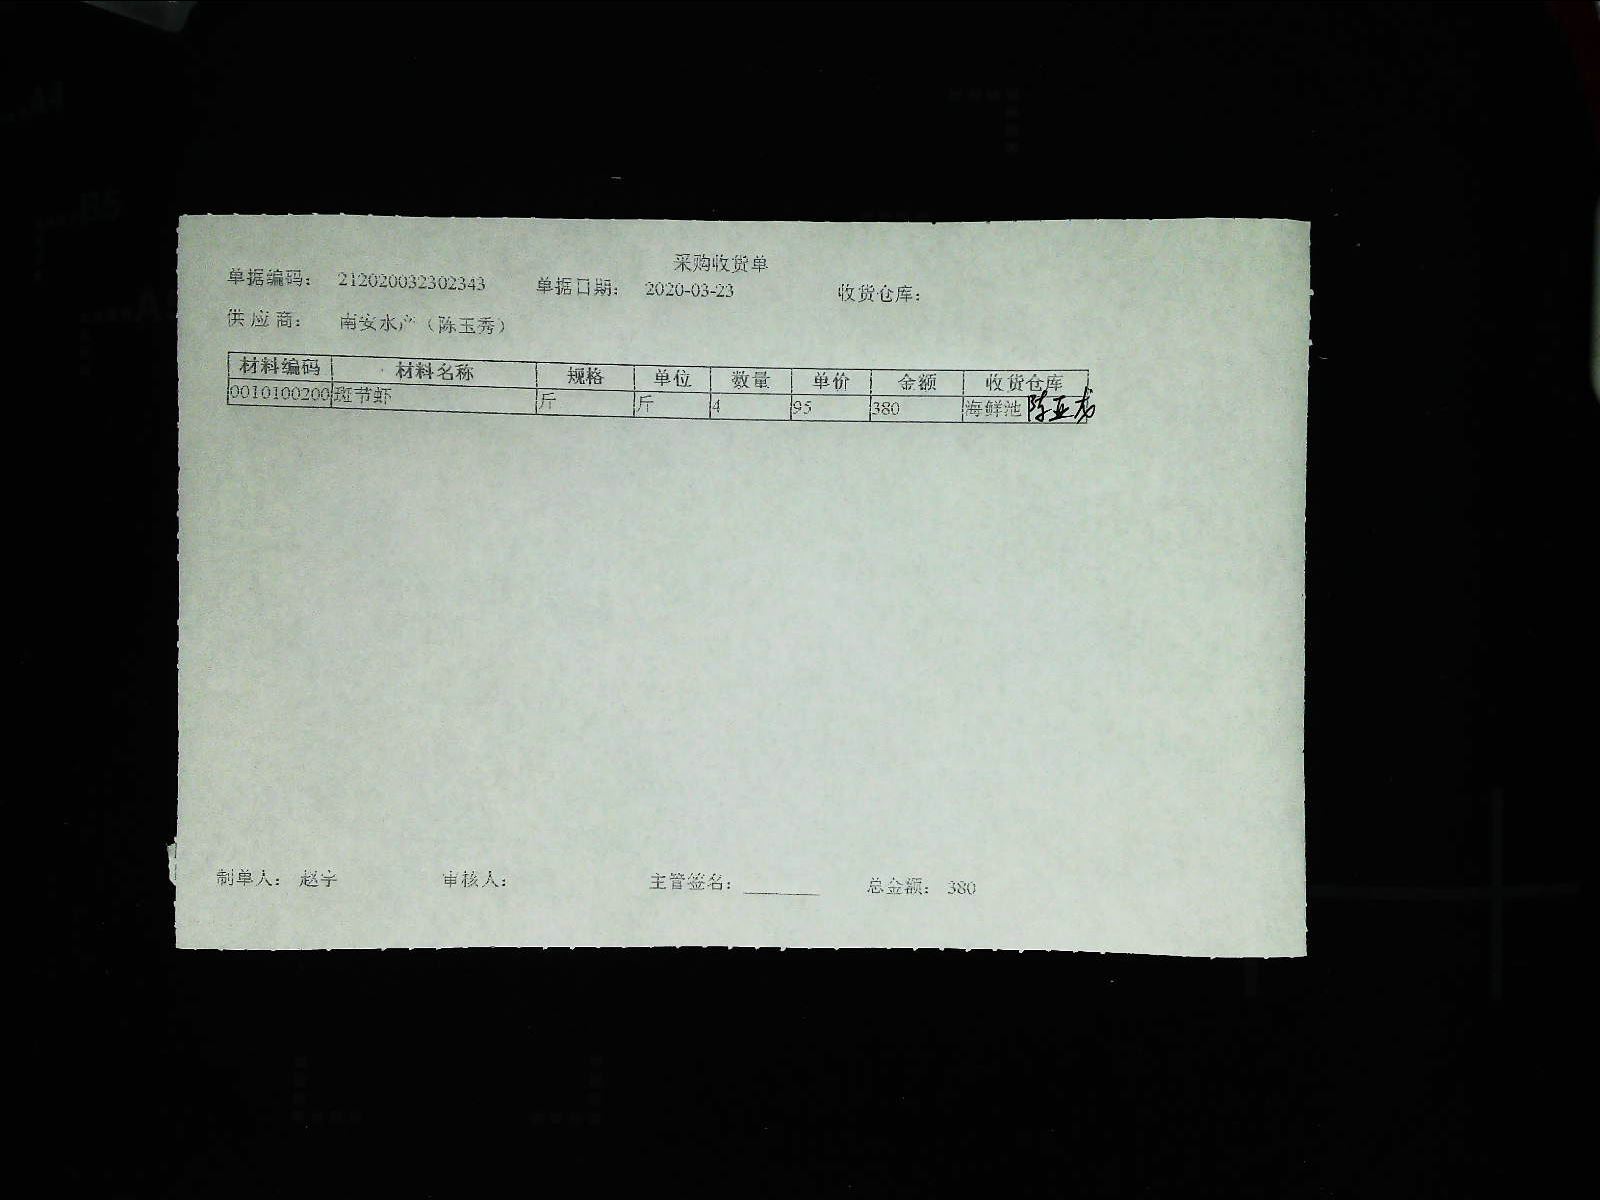 采购收货单
单据编码： 212020032302343 单据日期： 2020-03-23 收货仓库：
供应商： 南安水产（陈玉秀）
材料编码 材料名称 规格 单位 数量 单价 金额 收货仓库
0010100200 斑节虾 斤 斤 4 95 380 海鲜池 陈亚龙
制单人： 赵宇 审核人： 主管签名： 总金额： 380